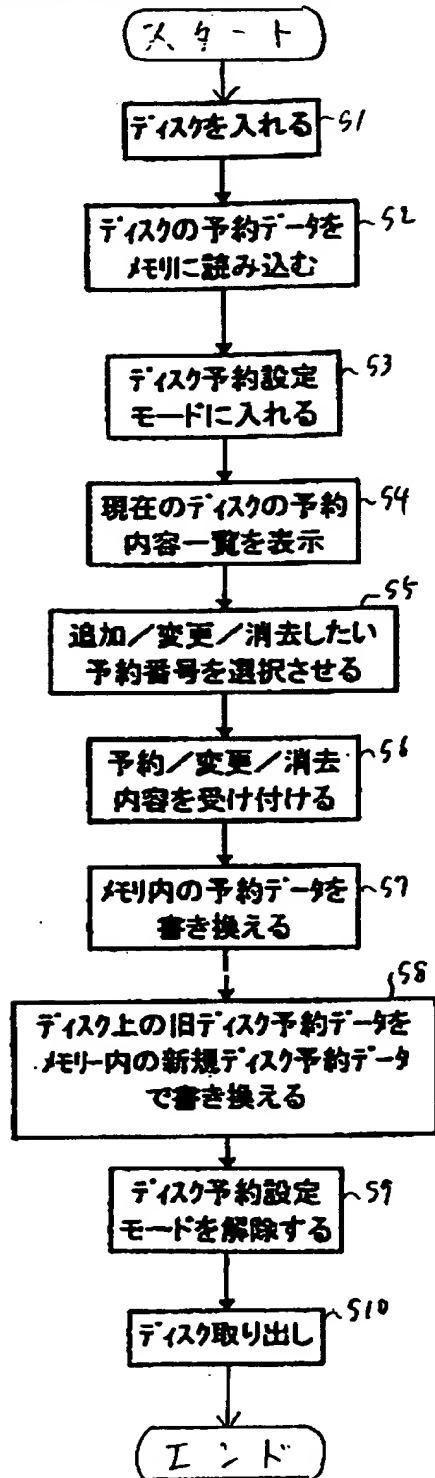 スタート
ディスクを入れる
S1
ディスクの予約データを
メモリに読み込む
S2
ディスク予約設定
モードに入れる
S3
現在のディスクの予約
内容一覧を表示
S4
追加/変更/消去したい
予約番号を選択させる
S5
予約/変更/消去
内容を受け付ける
S6
メモリ内の予約データを
書き換える
S7
ディスク上の旧ディスク予約データを
メモリー内の新規ディスク予約データ
で書き換える
S8
ディスク予約設定
モードを解除する
S9
ディスク取り出し
S10
エンド